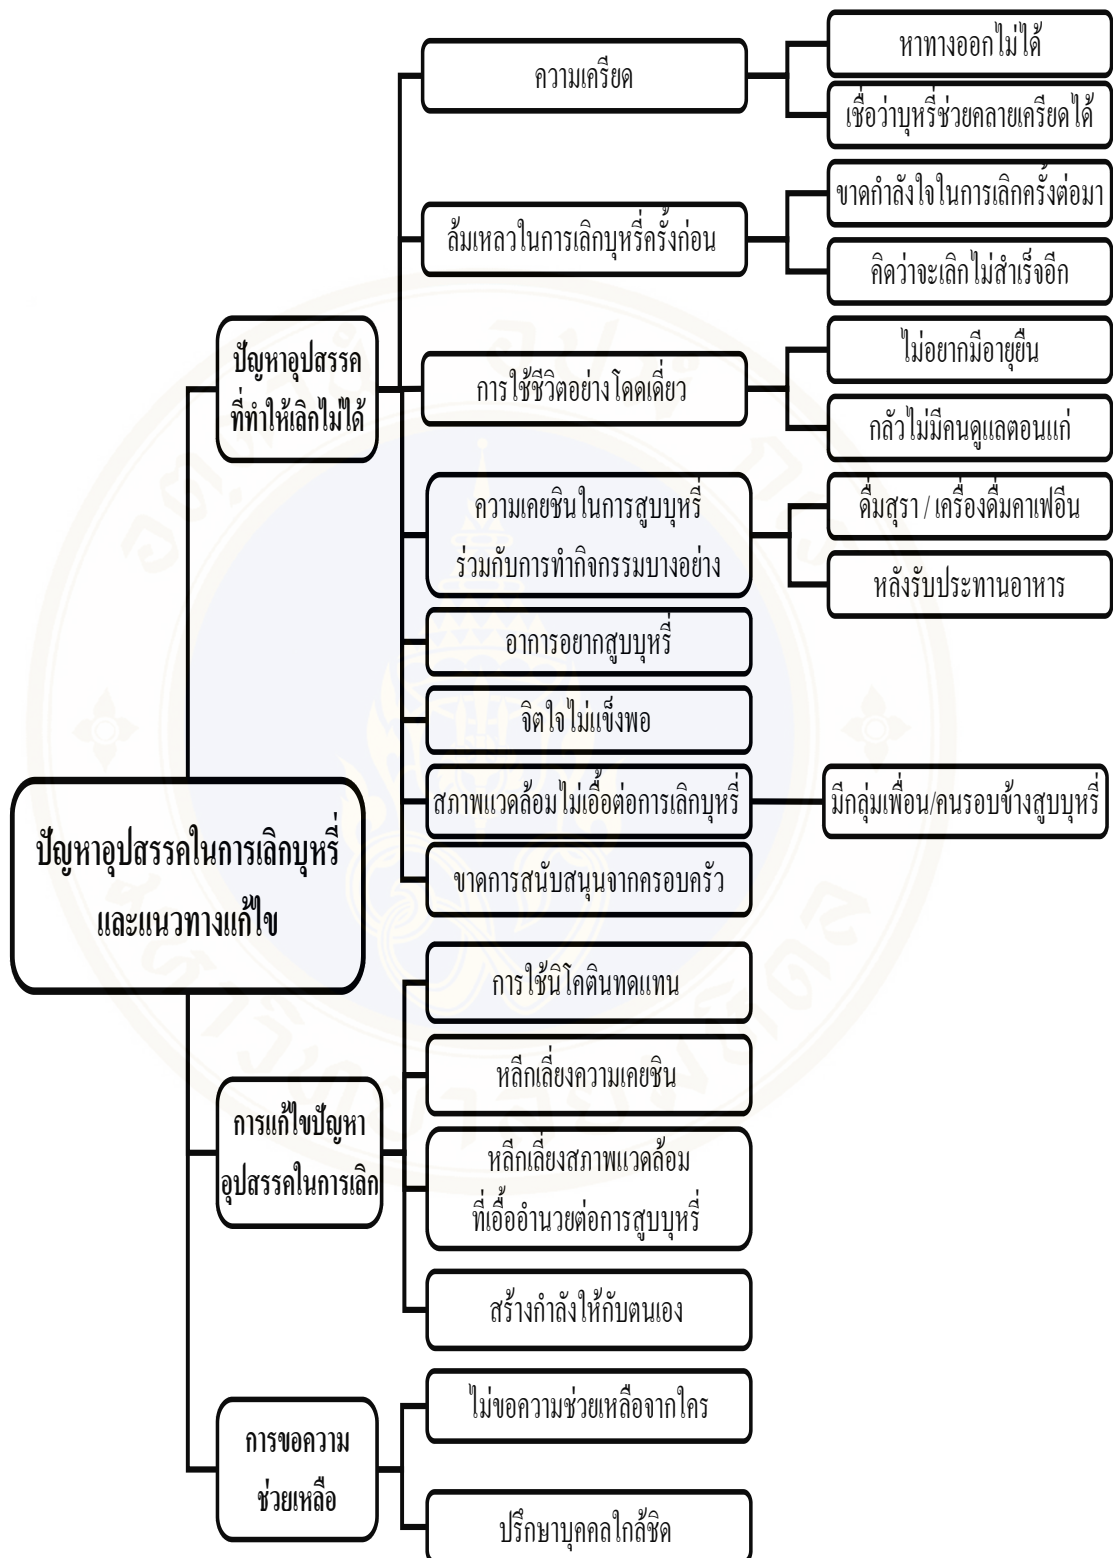 ปัญหาอุปสรรคในการเลิกบุหรี่
และแนวทางแก้ไข
ปัญหาอุปสรรค
ที่ทำให้เลิกไม่ได้
ความเครียด
หาทางออกไม่ได้
เชื่อว่าบุหรี่ช่วยคลายเครียดได้
ล้มเหลวในการเลิกบุหรี่ครั้งก่อน
ขาดกำลังใจในการเลิกครั้งต่อมา
คิดว่าจะเลิกไม่สำเร็จอีก
การใช้ชีวิตอย่างโดดเดี่ยว
ไม่อยากมีอายุยืน
กลัวไม่มีคนดูแลตอนแก่
ความเคยชินในการสูบบุหรี่
ร่วมกับการทำกิจกรรมบางอย่าง
ดื่มสุรา / เครื่องดื่มคาเฟอีน
หลังรับประทานอาหาร
อาการอยากสูบบุหรี่
จิตใจไม่แข็งพอ
สภาพแวดล้อมไม่เอื้อต่อการเลิกบุหรี่
มีกลุ่มเพื่อน/คนรอบข้างสูบบุหรี่
ขาดการสนับสนุนจากครอบครัว
การแก้ไขปัญหา
อุปสรรคในการเลิก
การใช้นิโคตินทดแทน
หลีกเลี่ยงความเคยชิน
หลีกเลี่ยงสภาพแวดล้อม
ที่เอื้ออำนวยต่อการสูบบุหรี่
สร้างกำลังให้กับตนเอง
การขอความ
ช่วยเหลือ
ไม่ขอความช่วยเหลือจากใคร
ปรึกษาบุคคลใกล้ชิด
มหาวิทยาลัยมหิดล